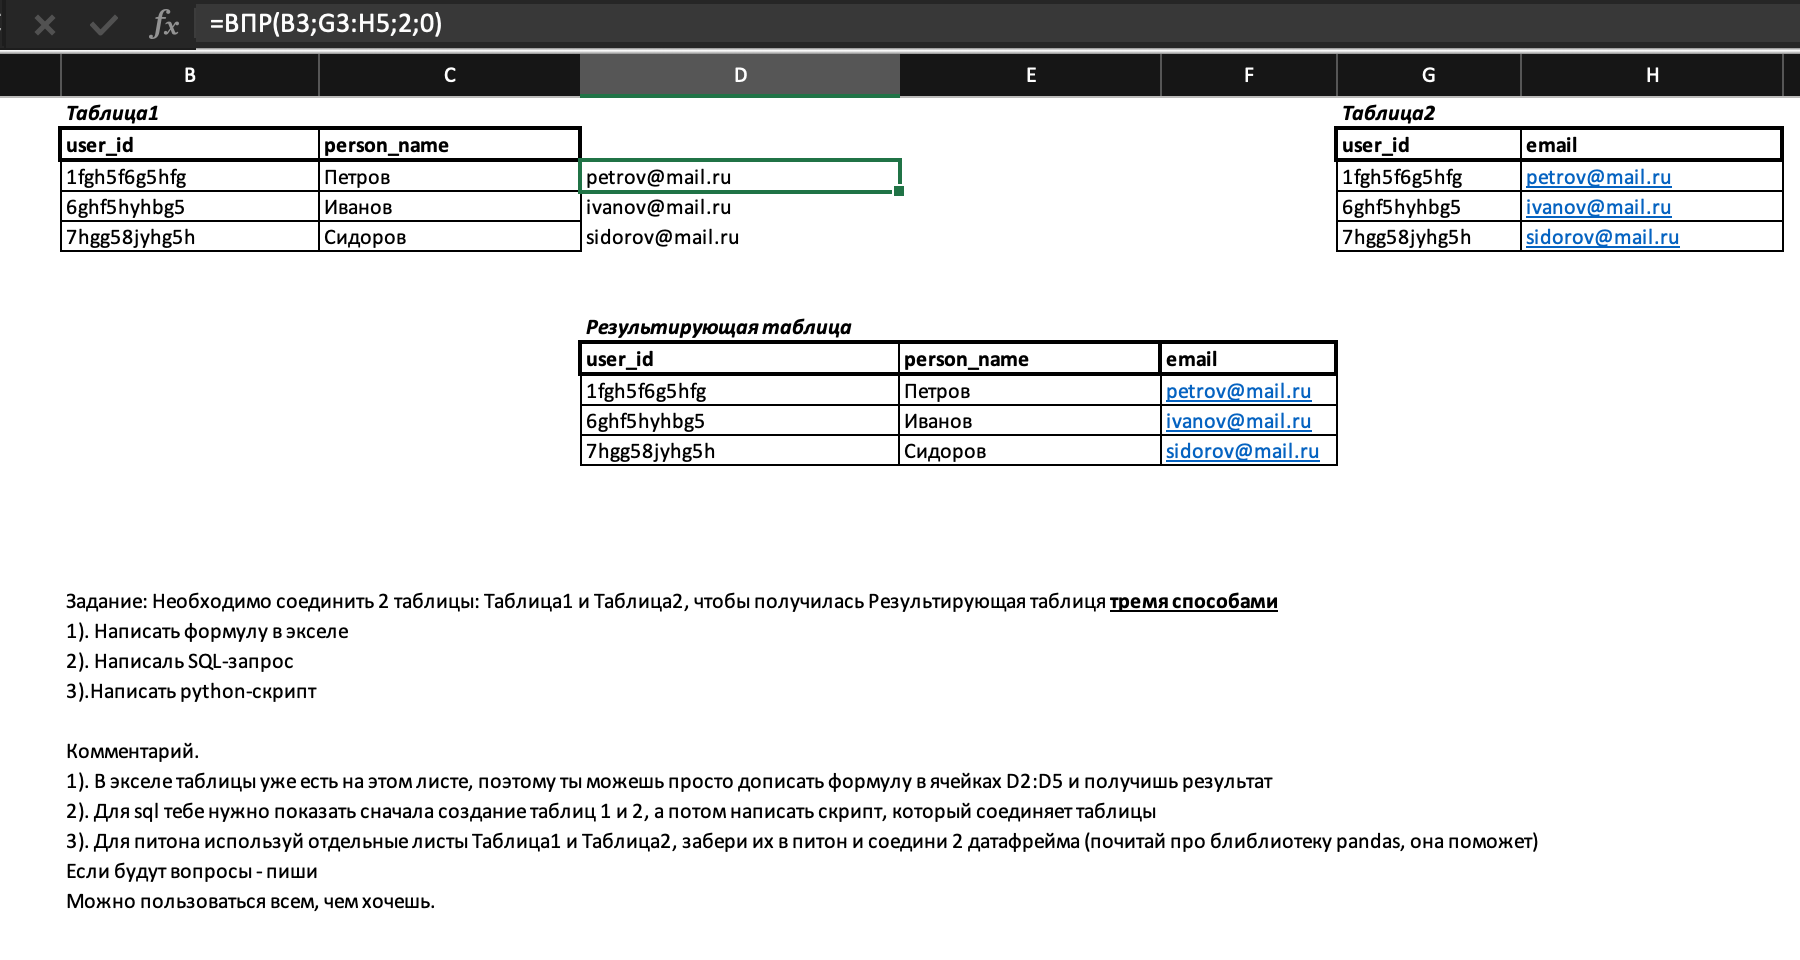 fx =ВПР(B3;G3:H5;2;0)
B C D E F G H
Таблица1 Таблица2
user_id person_name user_id email
1fgh5f6g5hfg Петров petrov@mail.ru 1fgh5f6g5hfg petrov@mail.ru
6ghf5hyhbg5 Иванов ivanov@mail.ru 6ghf5hyhbg5 ivanov@mail.ru
7hgg58jyhg5h Сидоров sidorov@mail.ru 7hgg58jyhg5h sidorov@mail.ru
Результирующая таблица
user_id person_name email
1fgh5f6g5hfg Петров petrov@mail.ru
6ghf5hyhbg5 Иванов ivanov@mail.ru
7hgg58jyhg5h Сидоров sidorov@mail.ru
Задание: Необходимо соединить 2 таблицы: Таблица1 и Таблица2, чтобы получилась Результирующая таблиця тремя способами
1). Написать формулу в экселе
2). Написаль SQL-запрос
3).Написать python-скрипт
Комментарий.
1). В экселе таблицы уже есть на этом листе, поэтому ты можешь просто дописать формулу в ячейках D2:D5 и получишь результат
2). Для sql тебе нужно показать сначала создание таблиц 1 и 2, а потом написать скрипт, который соединяет таблицы
3). Для питона используй отдельные листы Таблица1 и Таблица2, забери их в питон и соедини 2 датафрейма (почитай про блиблиотеку pandas, она поможет)
Если будут вопросы - пиши
Можно пользоваться всем, чем хочешь.